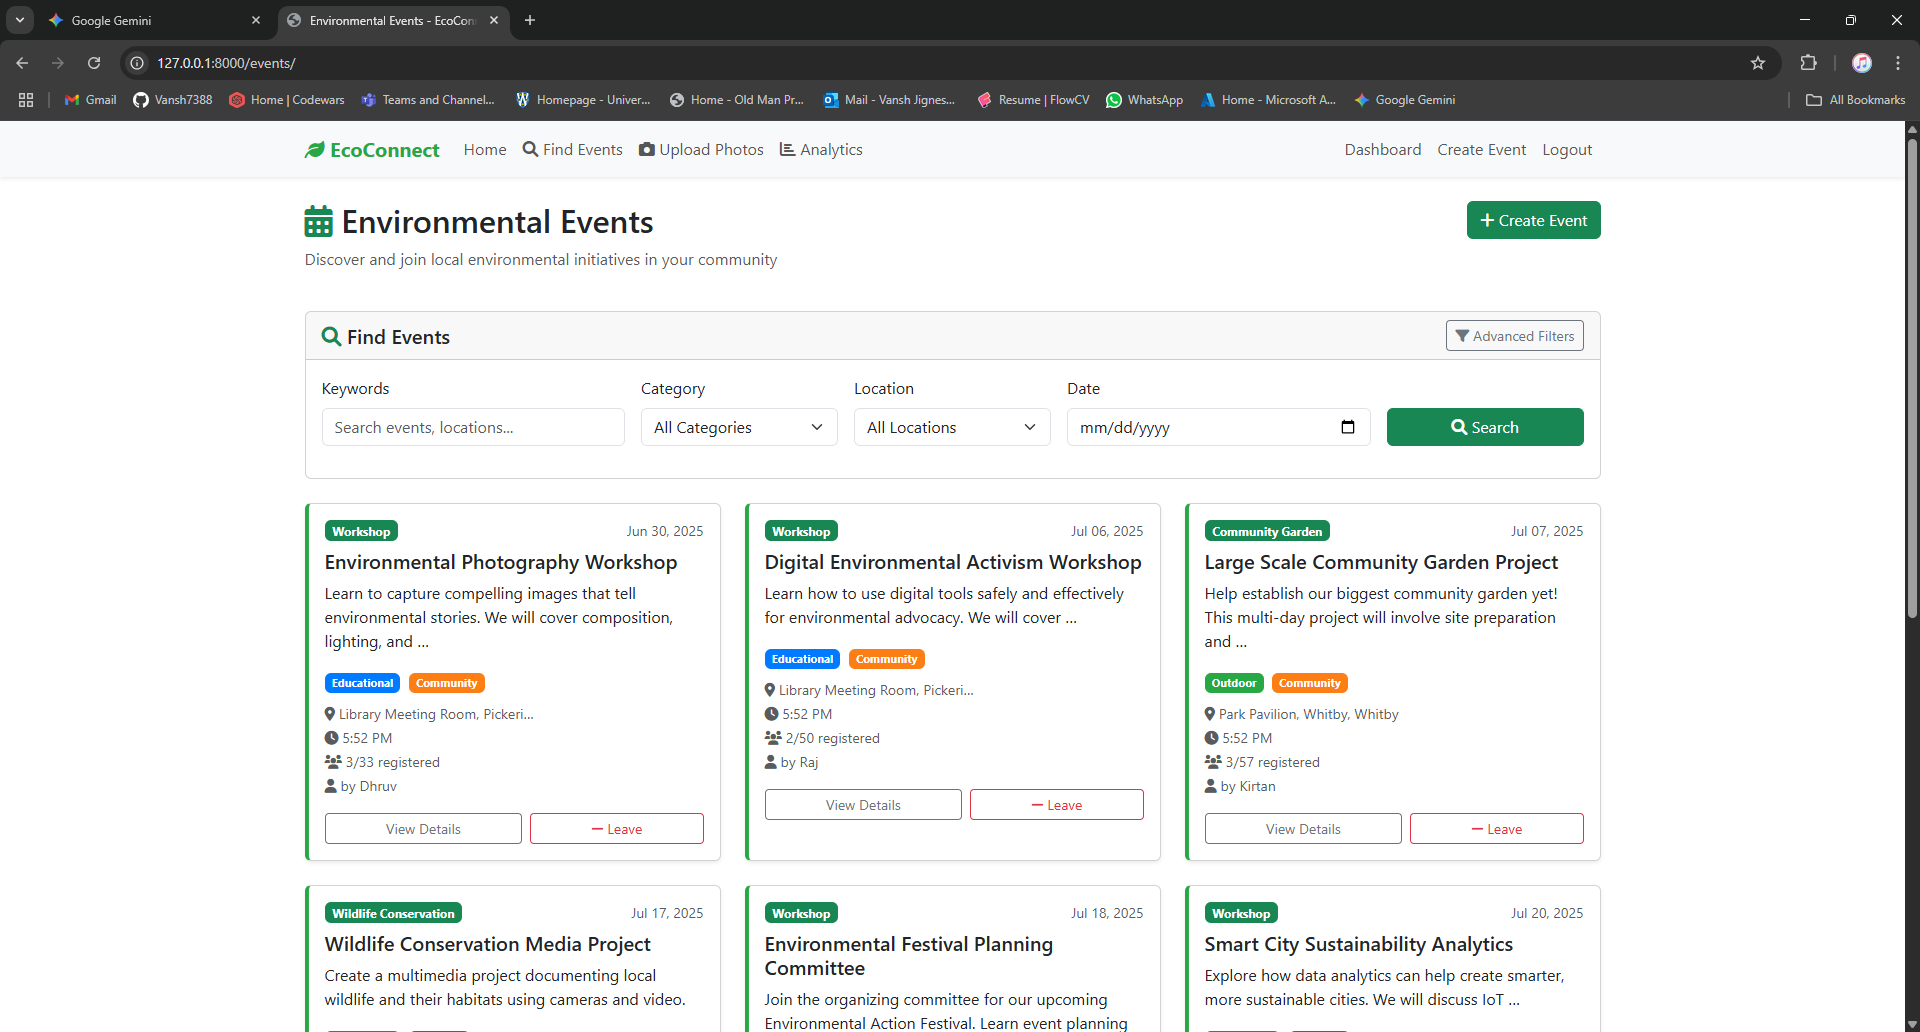 Google Gemini
Environmental Events - EcoCon
127.0.0.1:8000/events/
Gmail
Vansh7388
Home | Codewars
Teams and Channel...
Homepage - Univer...
Home - Old Man Pr...
Mail - Vansh Jignes...
Resume | FlowCV
WhatsApp
Home - Microsoft A...
Google Gemini
All Bookmarks
EcoConnect
Home
Find Events
Upload Photos
Analytics
Dashboard
Create Event
Logout
Environmental Events
Create Event
Discover and join local environmental initiatives in your community
Find Events
Advanced Filters
Keywords
Category
Location
Date
Search events, locations...
All Categories
All Locations
mm/dd/yyyy
Search
Workshop
Jun 30, 2025
Environmental Photography Workshop
Learn to capture compelling images that tell
environmental stories. We will cover composition,
lighting, and ...
Educational
Community
Library Meeting Room, Pickeri...
5:52 PM
3/33 registered
by Dhruv
View Details
Leave
Workshop
Jul 06, 2025
Digital Environmental Activism Workshop
Learn how to use digital tools safely and effectively
for environmental advocacy. We will cover ...
Educational
Community
Library Meeting Room, Pickeri...
5:52 PM
2/50 registered
by Raj
View Details
Leave
Community Garden
Jul 07, 2025
Large Scale Community Garden Project
Help establish our biggest community garden yet!
This multi-day project will involve site preparation
and ...
Outdoor
Community
Park Pavilion, Whitby, Whitby
5:52 PM
3/57 registered
by Kirtan
View Details
Leave
Wildlife Conservation
Jul 17, 2025
Wildlife Conservation Media Project
Create a multimedia project documenting local
wildlife and their habitats using cameras and video.
Workshop
Jul 18, 2025
Environmental Festival Planning
Committee
Join the organizing committee for our upcoming
Environmental Action Festival. Learn event planning
Workshop
Jul 20, 2025
Smart City Sustainability Analytics
Explore how data analytics can help create smarter,
more sustainable cities. We will discuss IoT ...